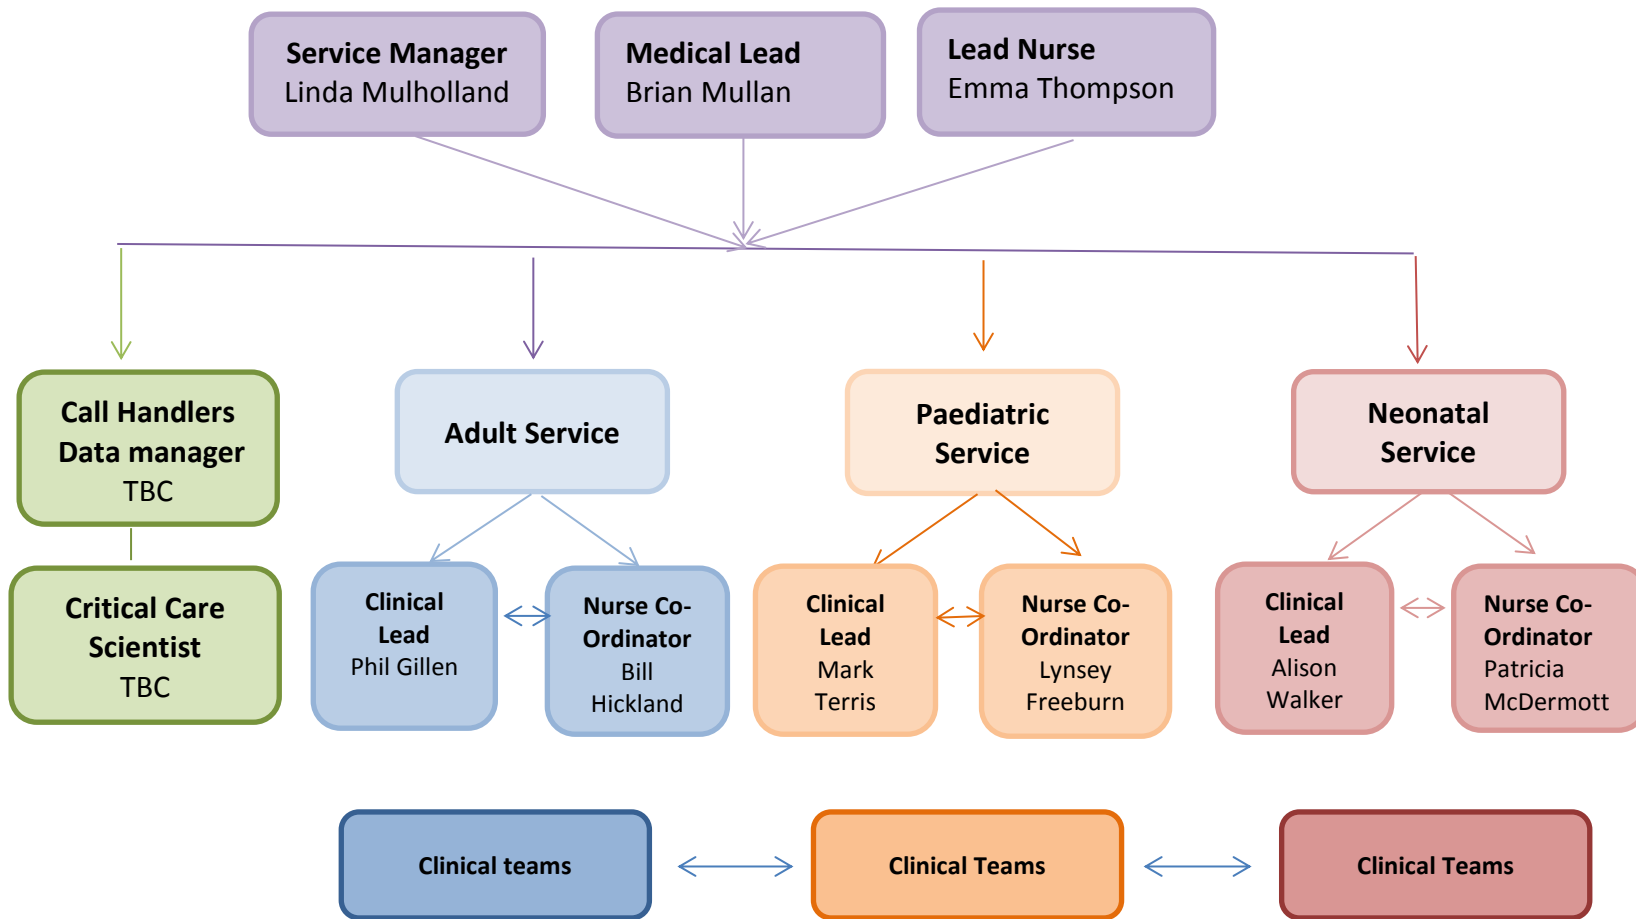 Service Manager
Linda Mulholland
Medical Lead
Brian Mullan
Lead Nurse
Emma Thompson
Call Handlers
Data manager
TBC
Adult Service
Paediatric
Service
Neonatal
Service
Critical Care
Scientist
TBC
Clinical
Lead
Phil Gillen
Nurse Co-
Ordinator
Bill
Hickland
Clinical
Lead
Mark
Terris
Nurse Co-
Ordinator
Lynsey
Freeburn
Clinical
Lead
Alison
Walker
Nurse Co-
Ordinator
Patricia
McDermott
Clinical teams
Clinical Teams
Clinical Teams